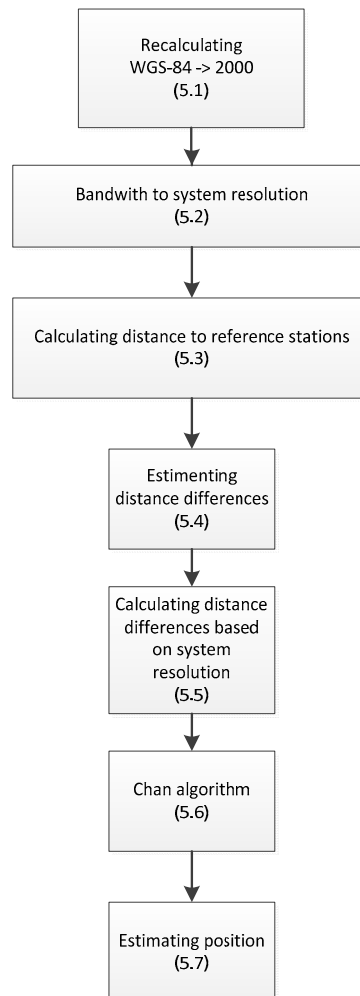 Recalculating
WGS-84 -> 2000
(5.1)
Bandwith to system resolution
(5.2)
Calculating distance to reference stations
(5.3)
Estimenting
distance differences
(5.4)
Calculating distance
differences based
on system
resolution
(5.5)
Chan algorithm
(5.6)
Estimating position
(5.7)